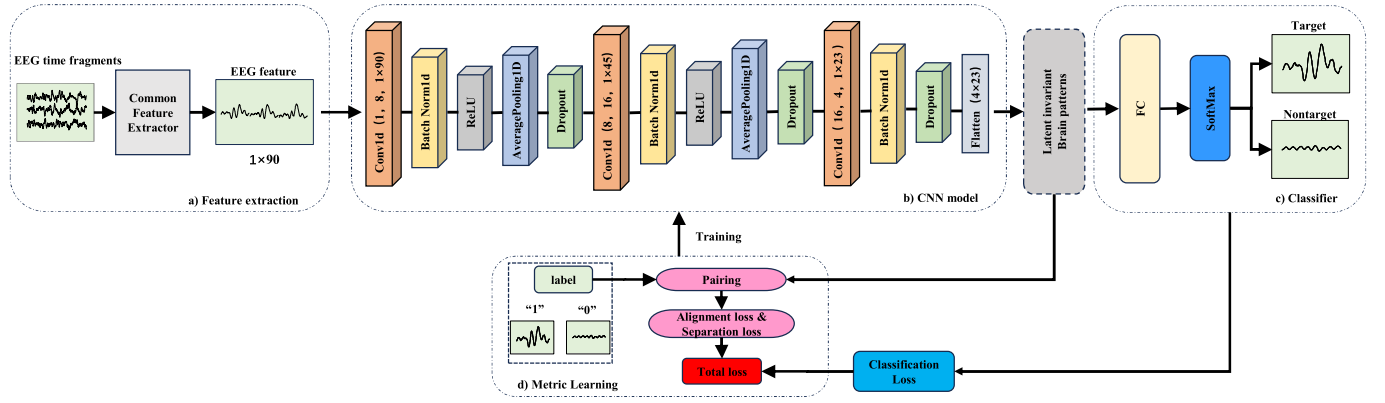 EEG time fragments
Common
Feature
Extractor
EEG feature
1×90
a) Feature extraction
Conv1d (1, 8, 1×90)
Batch Norm1d
ReLU
AveragePooling1D
Dropout
Conv1d (8, 16, 1×45)
Batch Norm1d
ReLU
AveragePooling1D
Dropout
Conv1d (16, 4, 1×23)
Batch Norm1d
Dropout
Flatten (4×23)
b) CNN model
Latent invariant
Brain patterns
FC
SoftMax
Target
Nontarget
c) Classifier
Training
label
“1”
“0”
Pairing
Alignment loss &
Separation loss
Total loss
d) Metric Learning
Classification
Loss